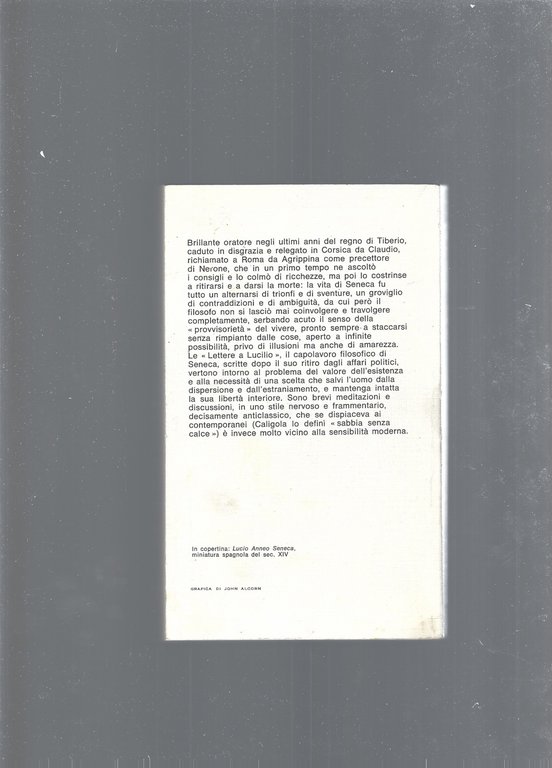 Brillante oratore negli ultimi anni del regno di Tiberio,
caduto in disgrazia e relegato in Corsica da Claudio,
richiamato a Roma da Agrippina come precettore
di Nerone, che in un primo tempo ne ascoltò
i consigli e lo colmò di ricchezze, ma poi lo costrinse
a ritirarsi e a darsi la morte: la vita di Seneca fu
tutto un alternarsi di trionfi e di sventure, un groviglio
di contraddizioni e di ambiguità, da cui però il
filosofo non si lasciò mai coinvolgere e travolgere
completamente, serbando acuto il senso della
« provvisorietà » del vivere, pronto sempre a staccarsi
senza rimpianto dalle cose, aperto a infinite
possibilità, privo di illusioni ma anche di amarezza.
Le « Lettere a Lucilio », il capolavoro filosofico di
Seneca, scritte dopo il suo ritiro dagli affari politici,
vertono intorno al problema del valore dell'esistenza
e alla necessità di una scelta che salvi l'uomo dalla
dispersione e dall'estraniamento, e mantenga intatta
la sua libertà interiore. Sono brevi meditazioni e
discussioni, in uno stile nervoso e frammentario,
decisamente anticlassico, che se dispiaceva ai
contemporanei (Caligola lo definì « sabbia senza
calce ») è invece molto vicino alla sensibilità moderna.
In copertina: Lucio Anneo Seneca,
miniatura spagnola del sec. XIV
GRAFICA DI JOHN ALCORN